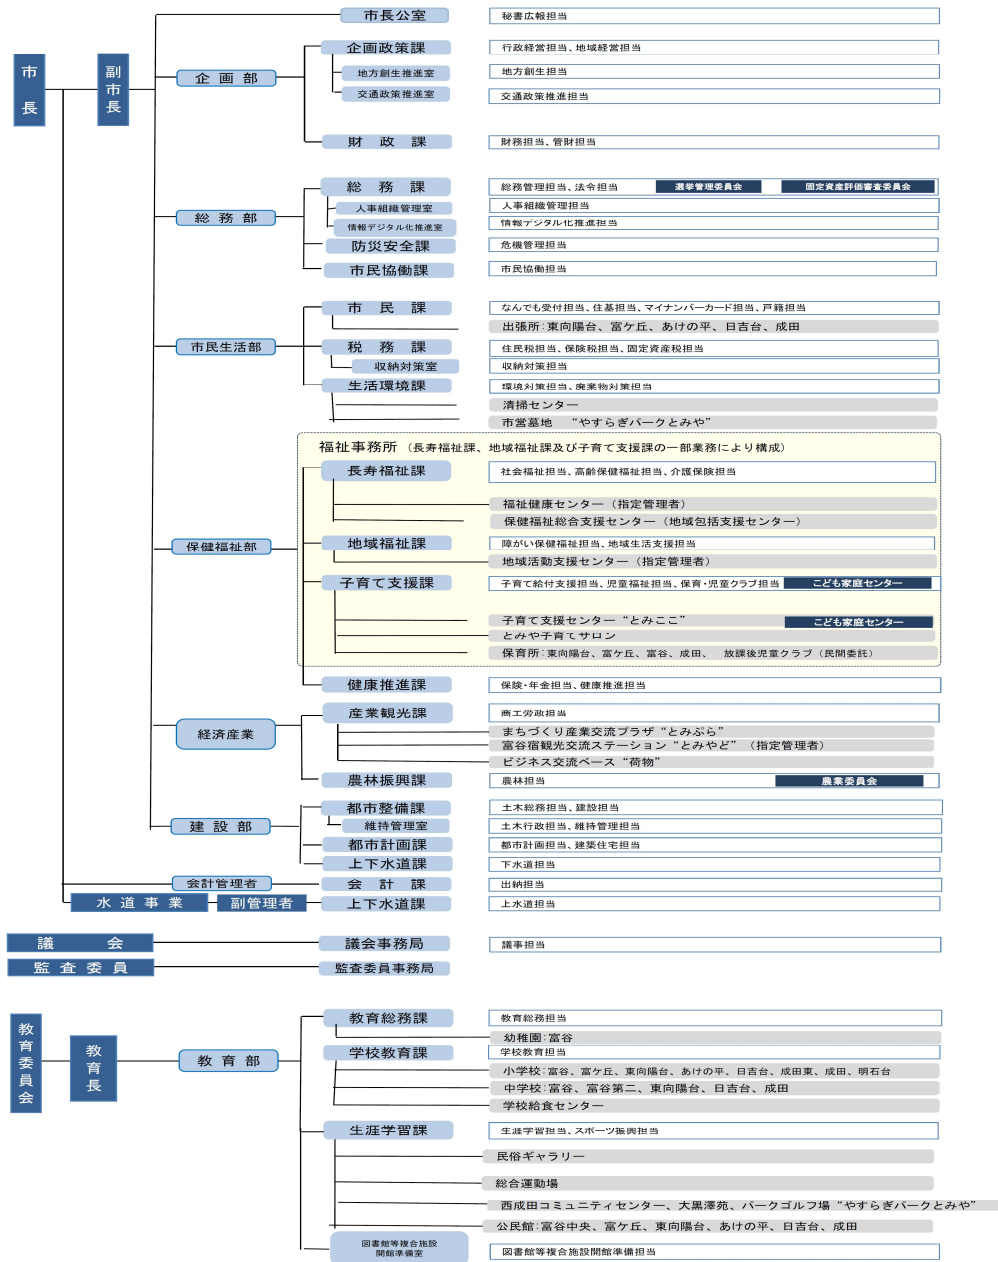 市長公室
秘書広報担当
市長
副市長
企画部
企画政策課
行政経営担当、地域経営担当
地方創生推進室
地方創生担当
交通政策推進室
交通政策推進担当
財政課
財務担当、管財担当
総務部
総務課
総務管理担当、法令担当
選挙管理委員会
固定資産評価審査委員会
人事組織管理室
人事組織管理担当
情報デジタル化推進室
情報デジタル化推進担当
防災安全課
危機管理担当
市民協働課
市民協働担当
市民生活部
市民課
なんでも受付担当、住基担当、マイナンバーカード担当、戸籍担当
出張所:東向陽台、富ケ丘、あけの平、日吉台、成田
税務課
住民税担当、保険税担当、固定資産税担当
収納対策室
収納対策担当
生活環境課
環境対策担当、廃棄物対策担当
清掃センター
市営墓地 “やすらぎパークとみや”
保健福祉部
福祉事務所 (長寿福祉課、地域福祉課及び子育て支援課の一部業務により構成)
長寿福祉課
社会福祉担当、高齢保健福祉担当、介護保険担当
福祉健康センター(指定管理者)
保健福祉総合支援センター(地域包括支援センター)
地域福祉課
障がい保健福祉担当、地域生活支援担当
地域活動支援センター(指定管理者)
子育て支援課
子育て給付支援担当、児童福祉担当、保育・児童クラブ担当
こども家庭センター
子育て支援センター“とみここ”
こども家庭センター
とみや子育てサロン
保育所:東向陽台、富ケ丘、富谷、成田、 放課後児童クラブ(民間委託)
健康推進課
保険・年金担当、健康推進担当
経済産業
産業観光課
商工労政担当
まちづくり産業交流プラザ“とみぷら”
富谷宿観光交流ステーション“とみやど”(指定管理者)
ビジネス交流ベース“荷物”
農林振興課
農林担当
農業委員会
建設部
都市整備課
土木総務担当、建設担当
維持管理室
土木行政担当、維持管理担当
都市計画課
都市計画担当、建築住宅担当
上下水道課
下水道担当
会計管理者
会計課
出納担当
水道事業
副管理者
上下水道課
上水道担当
議会
議会事務局
議事担当
監査委員
監査委員事務局
教育委員会
教育長
教育部
教育総務課
教育総務担当
幼稚園:富谷
学校教育課
学校教育担当
小学校:富谷、富ケ丘、東向陽台、あけの平、日吉台、成田東、成田、明石台
中学校:富谷、富谷第二、東向陽台、日吉台、成田
学校給食センター
生涯学習課
生涯学習担当、スポーツ振興担当
民俗ギャラリー
総合運動場
西成田コミュニティセンター、大黒澤苑、パークゴルフ場“やすらぎパークとみや”
公民館:富谷中央、富ケ丘、東向陽台、あけの平、日吉台、成田
図書館等複合施設
開館準備室
図書館等複合施設開館準備担当